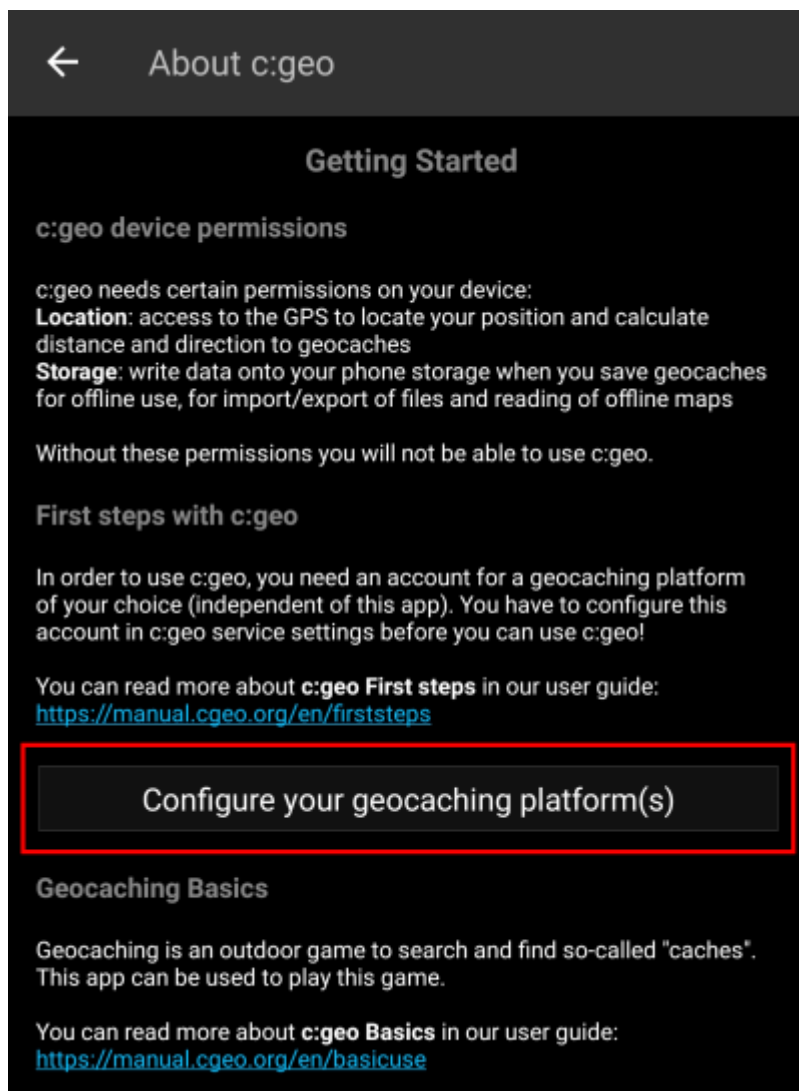 About c:geo
Getting Started
c:geo device permissions
c:geo needs certain permissions on your device:
Location: access to the GPS to locate your position and calculate
distance and direction to geocaches
Storage: write data onto your phone storage when you save geocaches
for offline use, for import/export of files and reading of offline maps
Without these permissions you will not be able to use c:geo.
First steps with c:geo
In order to use c:geo, you need an account for a geocaching platform
of your choice (independent of this app). You have to configure this
account in c:geo service settings before you can use c:geo!
You can read more about c:geo First steps in our user guide:
https://manual.cgeo.org/en/firststeps
Configure your geocaching platform(s)
Geocaching Basics
Geocaching is an outdoor game to search and find so-called "caches".
This app can be used to play this game.
You can read more about c:geo Basics in our user guide:
https://manual.cgeo.org/en/basicuse